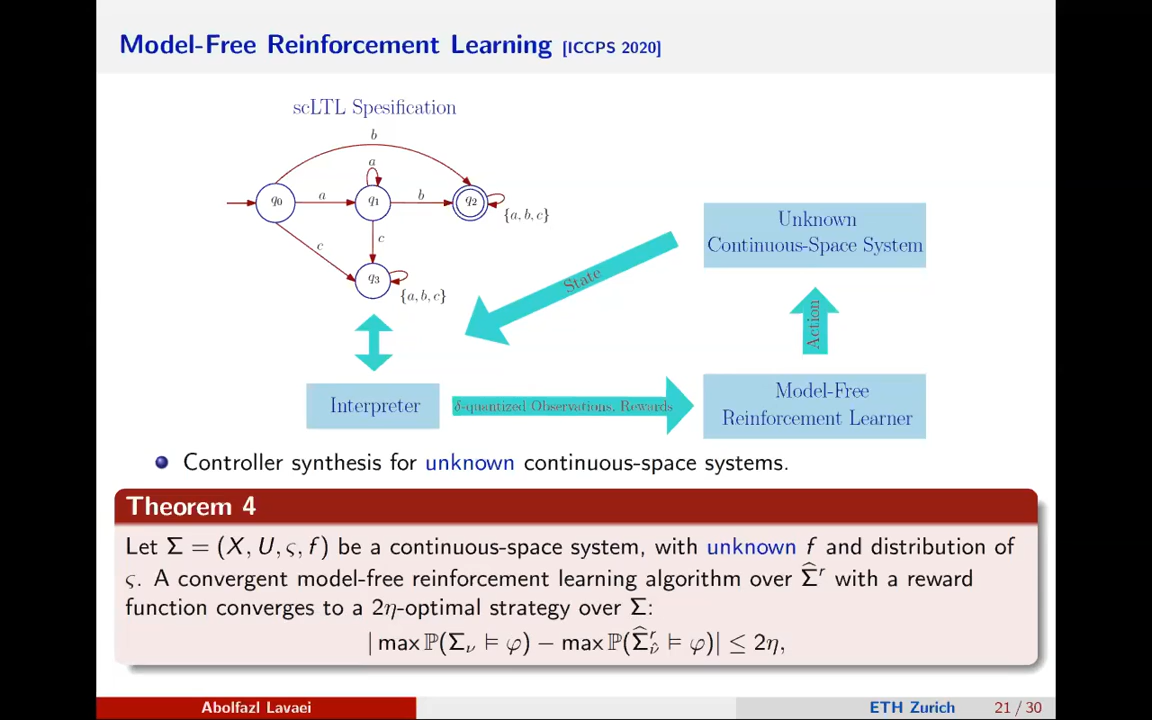 Model-Free Reinforcement Learning [ICCPS 2020]
scLTL Spesification
b
a
q0 a q1 b q2
{a, b, c}
c
c
q3
{a, b, c}
Unknown
Continuous-Space System
State
Action
Interpreter
δ-quantized Observations, Rewards
Model-Free
Reinforcement Learner
Controller synthesis for unknown continuous-space systems.
Theorem 4
Let Σ = (X, U, ς, f) be a continuous-space system, with unknown f and distribution of
ς. A convergent model-free reinforcement learning algorithm over Σ̂ʳ with a reward
function converges to a 2η-optimal strategy over Σ:
| max ℙ(Σ_ν ⊨ φ) − max ℙ(Σ̂ʳ_ν̂ ⊨ φ)| ≤ 2η,
Abolfazl Lavaei
ETH Zurich
21 / 30